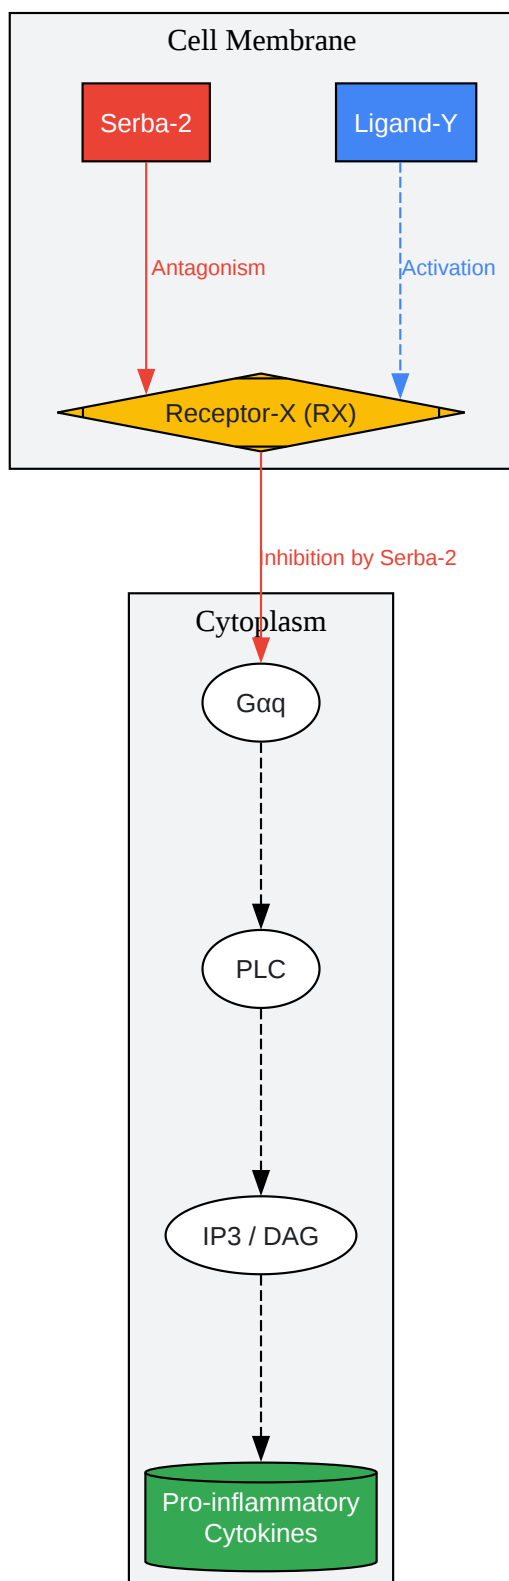 Cell Membrane
Serba-2
Ligand-Y
Antagonism
Activation
Receptor-X (RX)
Inhibition by Serba-2
Cytoplasm
Gαq
PLC
IP3 / DAG
Pro-inflammatory
Cytokines